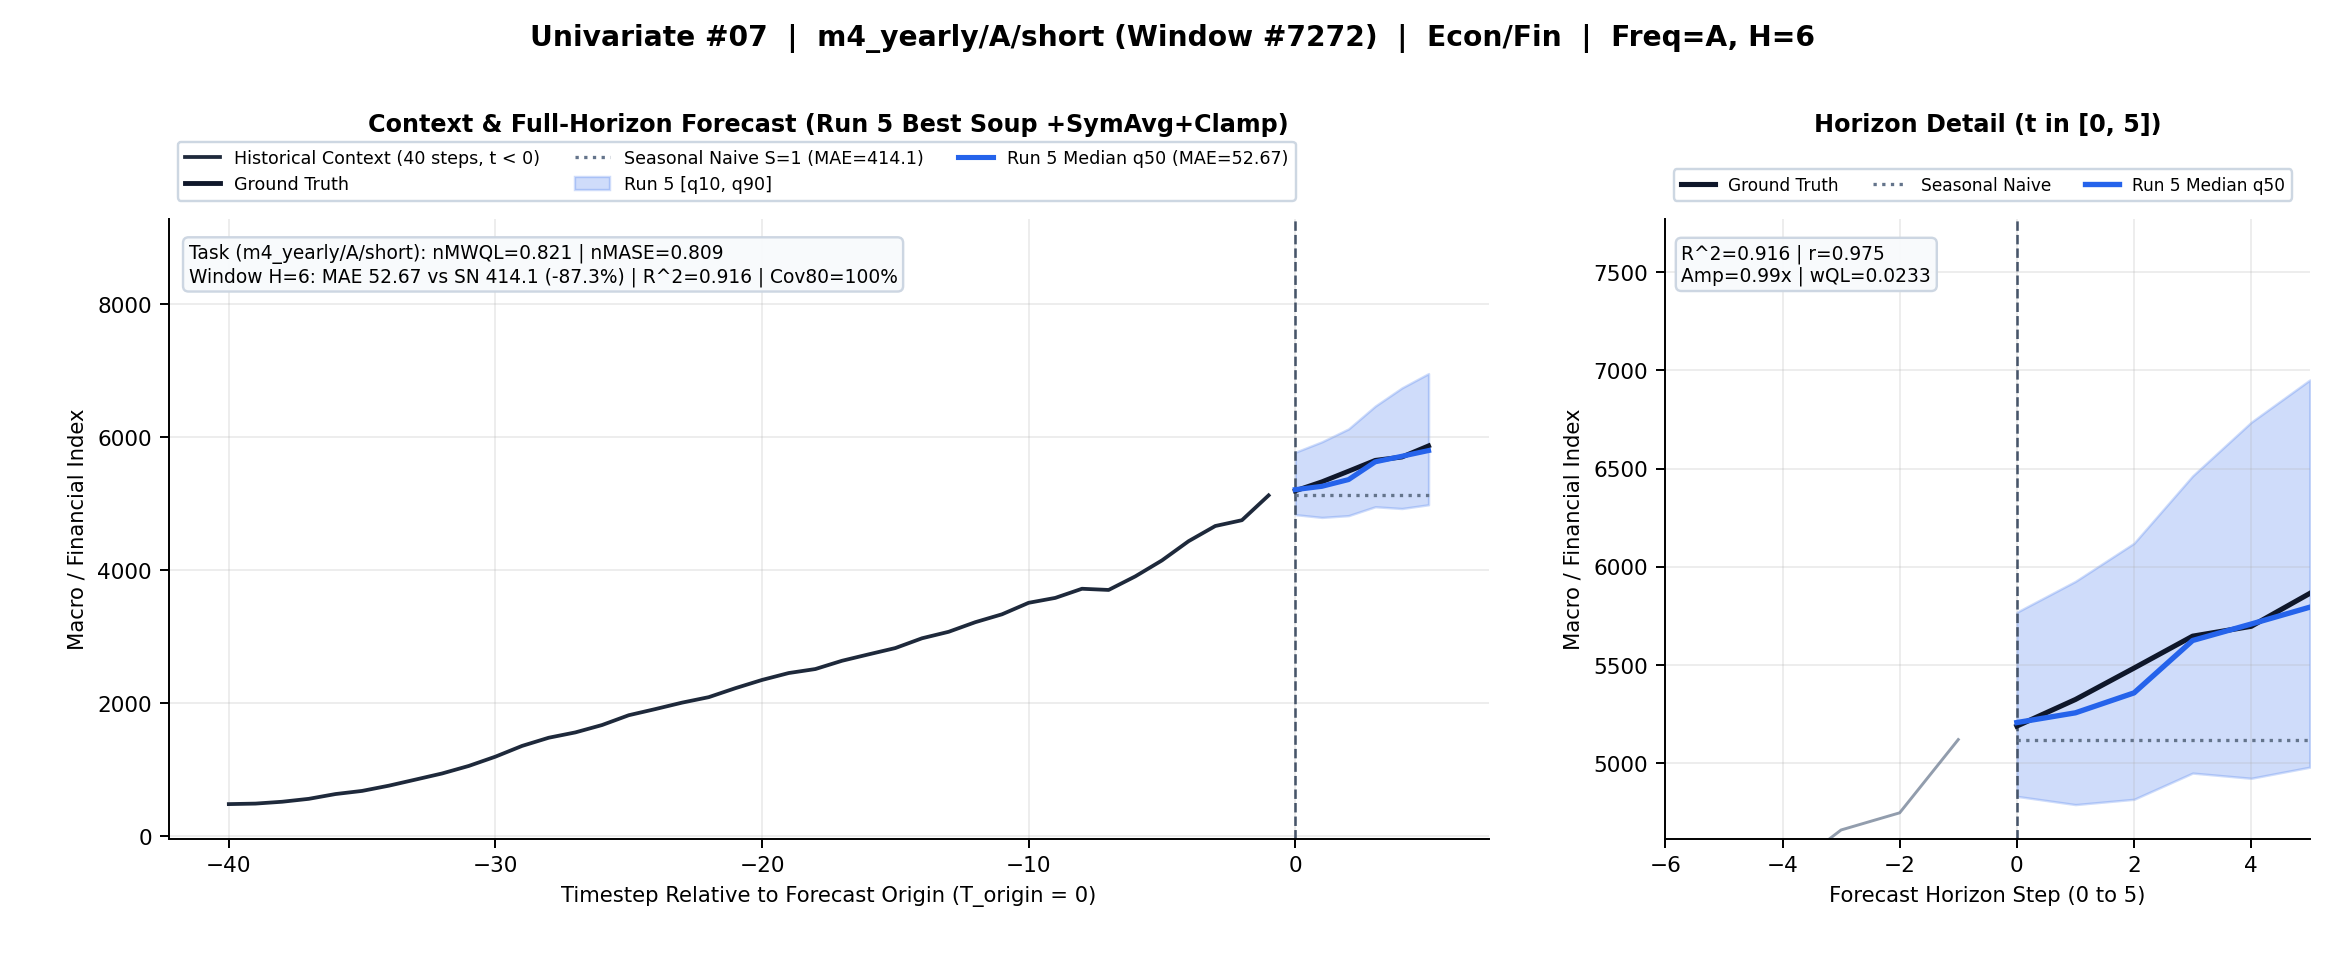 Univariate #07 | m4_yearly/A/short (Window #7272) | Econ/Fin | Freq=A, H=6
Context & Full-Horizon Forecast (Run 5 Best Soup +SymAvg+Clamp)
Historical Context (40 steps, t < 0)
Ground Truth
Seasonal Naive S=1 (MAE=414.1)
Run 5 [q10, q90]
Run 5 Median q50 (MAE=52.67)
Task (m4_yearly/A/short): nMWQL=0.821 | nMASE=0.809
Window H=6: MAE 52.67 vs SN 414.1 (-87.3%) | R^2=0.916 | Cov80=100%
Macro / Financial Index
8000
6000
4000
2000
0
−40
−30
−20
−10
0
Timestep Relative to Forecast Origin (T_origin = 0)
Horizon Detail (t in [0, 5])
Ground Truth
Seasonal Naive
Run 5 Median q50
R^2=0.916 | r=0.975
Amp=0.99x | wQL=0.0233
Macro / Financial Index
7500
7000
6500
6000
5500
5000
−6
−4
−2
0
2
4
Forecast Horizon Step (0 to 5)